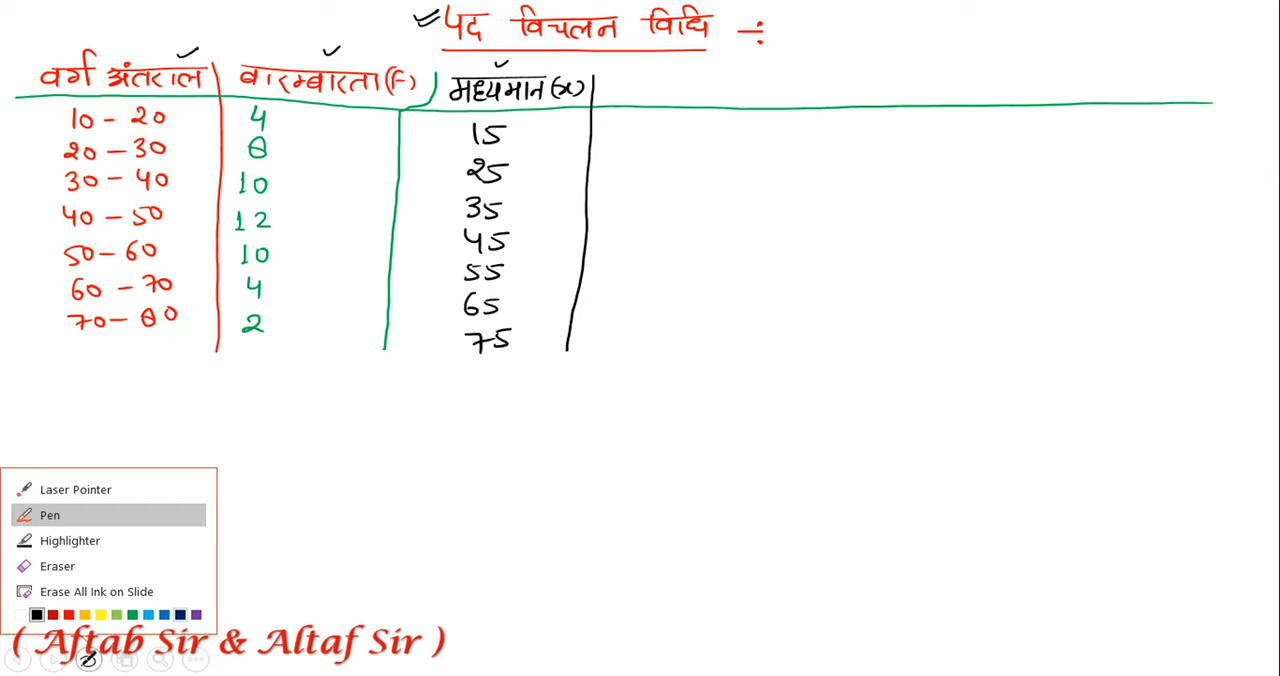 पद विचलन विधि ÷
वर्ग अंतराल बारम्बारता (F) मध्यमान (x)
10 - 20 4 15
20 - 30 8 25
30 - 40 10 35
40 - 50 12 45
50 - 60 10 55
60 - 70 4 65
70 - 80 2 75
Laser Pointer
Pen
Highlighter
Eraser
Erase All Ink on Slide
( Aftab Sir & Altaf Sir )